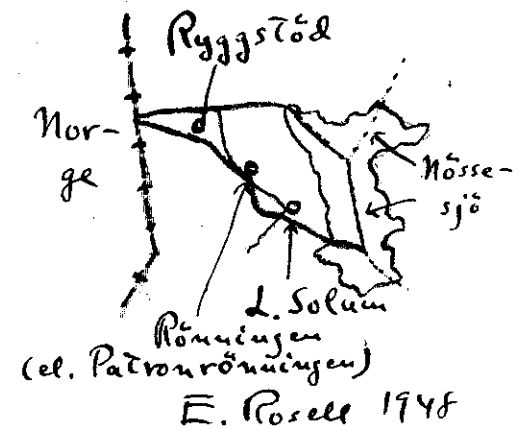 Ryggstöd
Nor-
ge
Nösse-
sjö
L. Solum
Rönningen
(el. Patronrönningen)
E. Rosell 1948